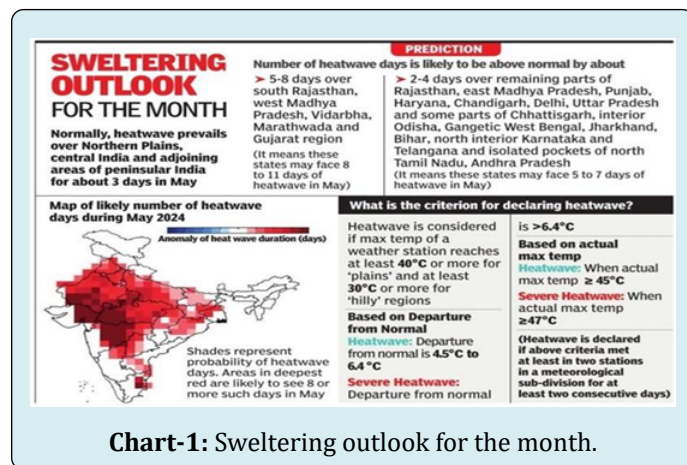 SWELTERING
OUTLOOK
FOR THE MONTH
Normally, heatwave prevails
over Northern Plains,
central India and adjoining
areas of peninsular India
for about 3 days in May
PREDICTION
Number of heatwave days is likely to be above normal by about
➤ 5-8 days over
south Rajasthan,
west Madhya
Pradesh, Vidarbha,
Marathwada and
Gujarat region
(It means these
states may face 8
to 11 days of
heatwave in May)
➤ 2-4 days over remaining parts of
Rajasthan, east Madhya Pradesh, Punjab,
Haryana, Chandigarh, Delhi, Uttar Pradesh
and some parts of Chhattisgarh, interior
Odisha, Gangetic West Bengal, Jharkhand,
Bihar, north interior Karnataka and
Telangana and isolated pockets of north
Tamil Nadu, Andhra Pradesh
(It means these states may face 5 to 7 days of
heatwave in May)
Map of likely number of heatwave
days during May 2024
Anomaly of heat wave duration (days)
Shades represent
probability of heatwave
days. Areas in deepest
red are likely to see 8 or
more such days in May
What is the criterion for declaring heatwave?
Heatwave is considered
if max temp of a
weather station reaches
at least 40°C or more for
'plains' and at least
30°C or more for
'hilly' regions
Based on Departure
from Normal
Heatwave: Departure
from normal is 4.5°C to
6.4 °C
Severe Heatwave:
Departure from normal
is >6.4°C
Based on actual
max temp
Heatwave: When actual
max temp ≥ 45°C
Severe Heatwave: When
actual max temp
≥47°C
(Heatwave is declared
if above criteria met
at least in two stations
in a meteorological
sub-division for at
least two consecutive days)
Chart-1: Sweltering outlook for the month.